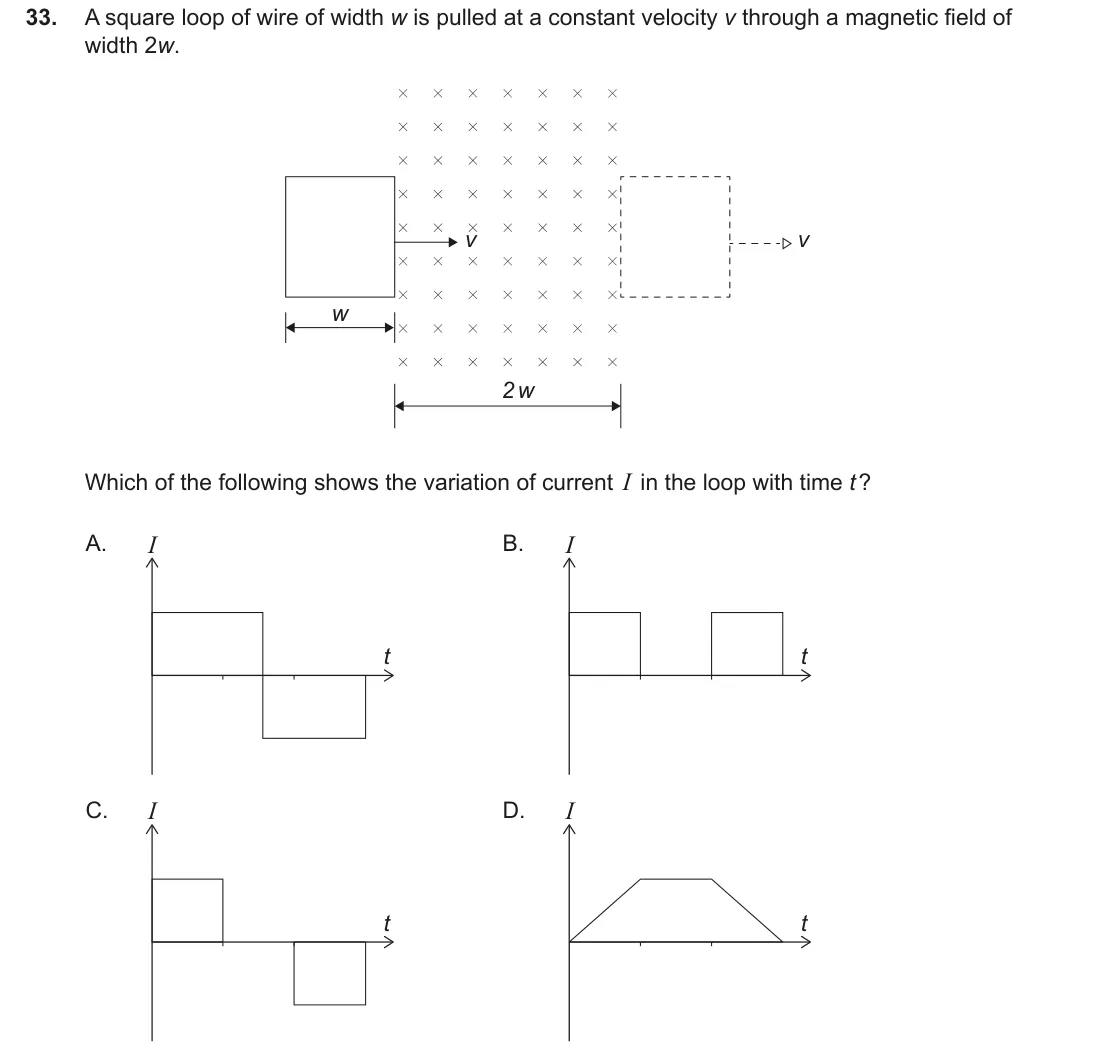 33. A square loop of wire of width w is pulled at a constant velocity v through a magnetic field of
width 2w.
v
v
w
2w
Which of the following shows the variation of current I in the loop with time t?
A. I
t
B. I
t
C. I
t
D. I
t